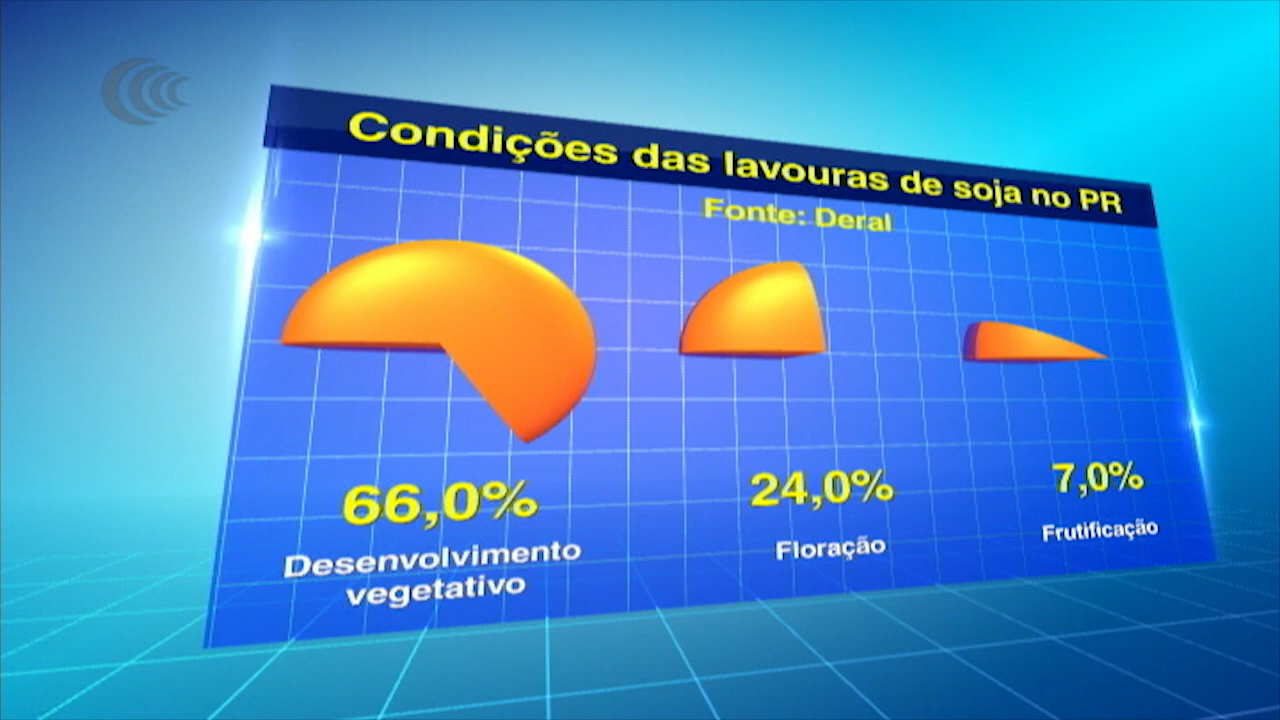 Condições das lavouras de soja no PR
Fonte: Deral
66,0%
Desenvolvimento
vegetativo
24,0%
Floração
7,0%
Frutificação